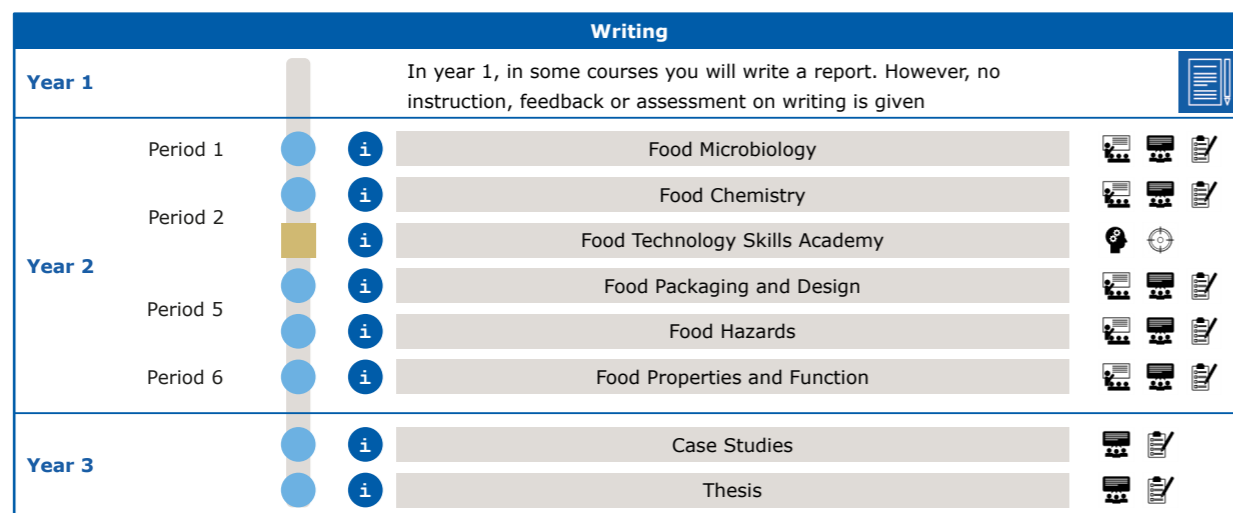 Writing
Year 1
In year 1, in some courses you will write a report. However, no
instruction, feedback or assessment on writing is given
Year 2
Period 1
i
Food Microbiology
Period 2
i
Food Chemistry
i
Food Technology Skills Academy
Period 5
i
Food Packaging and Design
i
Food Hazards
Period 6
i
Food Properties and Function
Year 3
i
Case Studies
i
Thesis